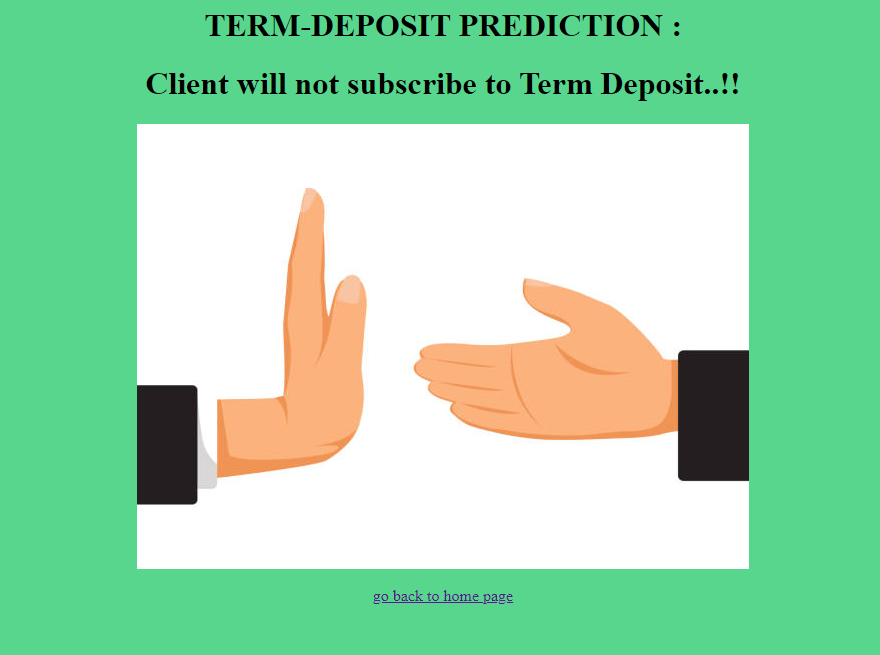 TERM-DEPOSIT PREDICTION :
Client will not subscribe to Term Deposit..!!
go back to home page